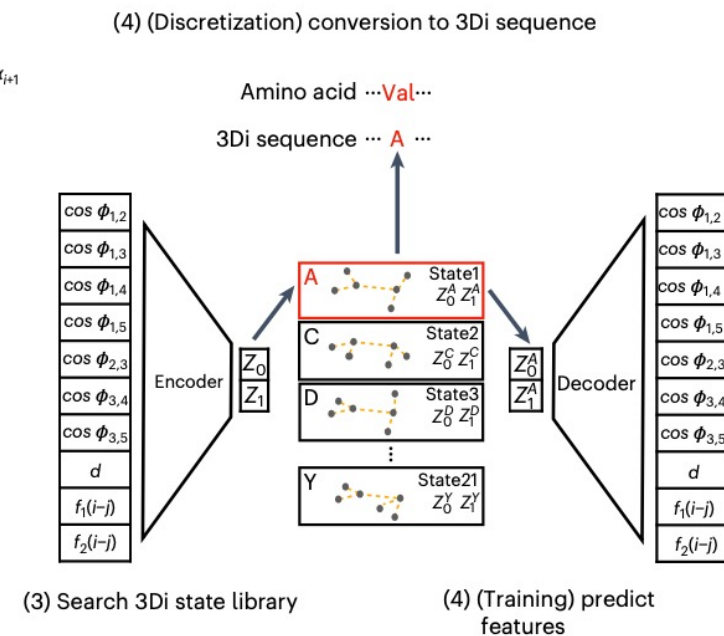 (4) (Discretization) conversion to 3Di sequence
i+1
Amino acid ···Val···
3Di sequence ··· A ···
cos ϕ1,2
cos ϕ1,3
cos ϕ1,4
cos ϕ1,5
cos ϕ2,3
cos ϕ3,4
cos ϕ3,5
d
f1(i–j)
f2(i–j)
Encoder
Z0
Z1
A State1
Z0A Z1A
C State2
Z0C Z1C
D State3
Z0D Z1D
⋮
Y State21
Z0Y Z1Y
Z0A
Z1A
Decoder
cos ϕ1,2
cos ϕ1,3
cos ϕ1,4
cos ϕ1,5
cos ϕ2,3
cos ϕ3,4
cos ϕ3,5
d
f1(i–j)
f2(i–j)
(3) Search 3Di state library
(4) (Training) predict
features